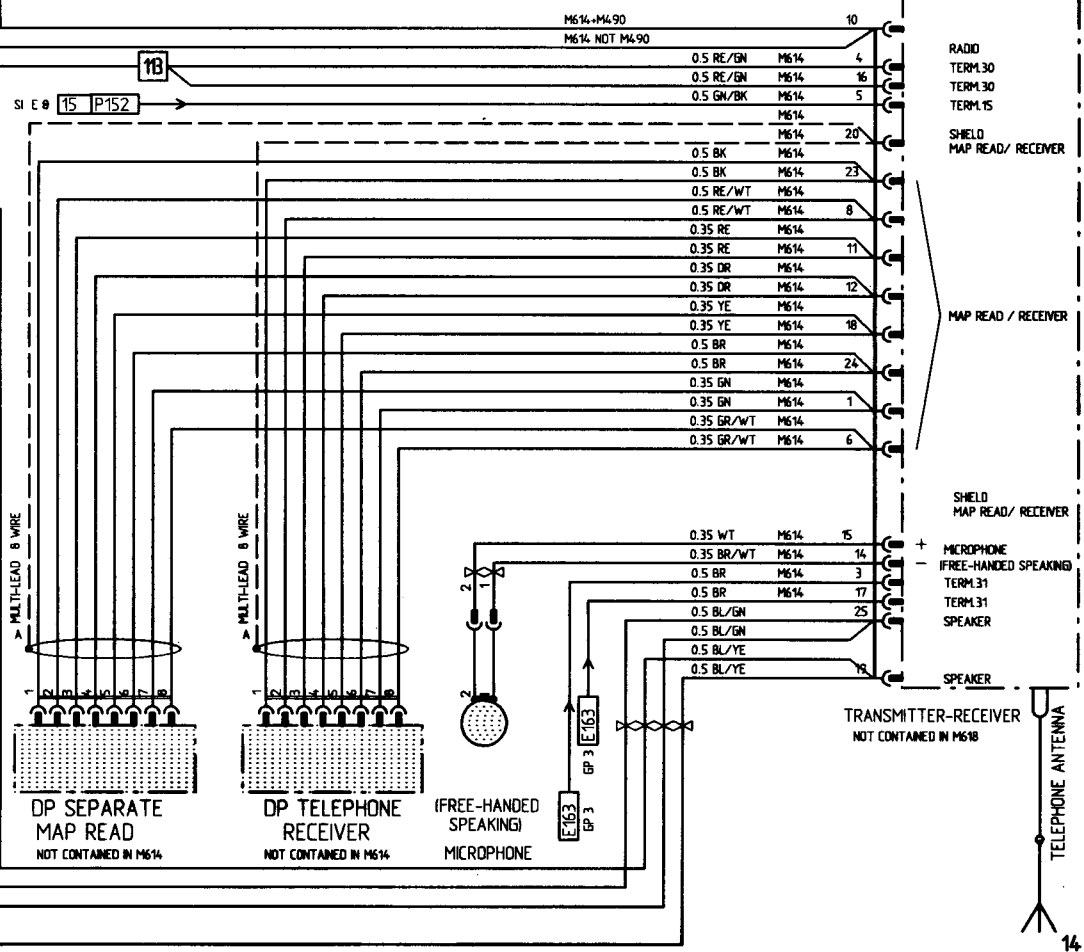 M614+M490 10
M614 NOT M490
RADIO
0.5 RE/GN M614 4 TERM.30
11B
0.5 RE/GN M614 16 TERM.30
SI E8 15 P152 0.5 GN/BK M614 5 TERM.15
M614
M614 20 SHIELD
MAP READ/ RECEIVER
0.5 BK M614
0.5 BK M614 23
0.5 RE/WT M614
0.5 RE/WT M614 8
0.35 RE M614
0.35 RE M614 11
0.35 OR M614
0.35 OR M614 12
0.35 YE M614
MAP READ / RECEIVER
0.35 YE M614 18
0.5 BR M614
0.5 BR M614 24
0.35 GN M614
0.35 GN M614 1
0.35 GR/WT M614
0.35 GR/WT M614 6
SHIELD
MAP READ/ RECEIVER
MULTI-LEAD 8 WIRE
MULTI-LEAD 8 WIRE
0.35 WT M614 15 + MICROPHONE
0.35 BR/WT M614 14 - (FREE-HANDED SPEAKING)
0.5 BR M614 3 TERM.31
0.5 BR M614 17 TERM.31
0.5 BL/GN 25 SPEAKER
0.5 BL/GN
0.5 BL/YE
0.5 BL/YE 19 SPEAKER
2 1
1 2 3 4 5 6 7 8
1 2 3 4 5 6 7 8
2
E163 GP 3
E163 GP 3
TRANSMITTER-RECEIVER
NOT CONTAINED IN M618
TELEPHONE ANTENNA
DP SEPARATE
MAP READ
NOT CONTAINED IN M614
DP TELEPHONE
RECEIVER
NOT CONTAINED IN M614
(FREE-HANDED
SPEAKING)
MICROPHONE
14